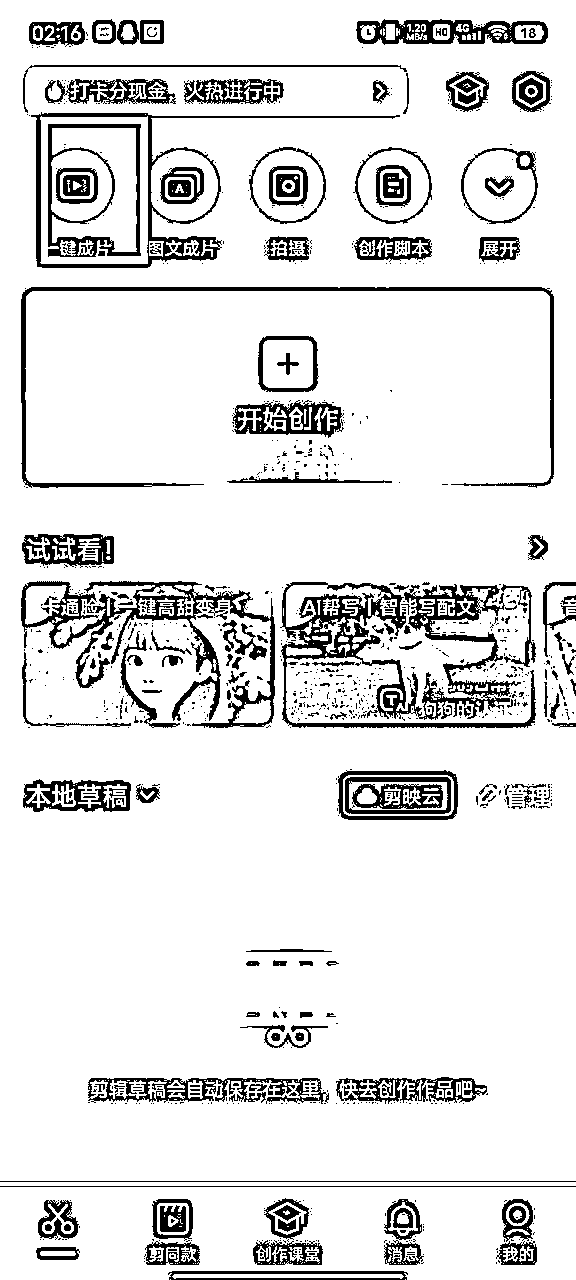 02:16 1.20 MB/s HD 4G 18
打卡分现金，火热进行中
一键成片 图文成片 拍摄 创作脚本 展开
开始创作
试试看！
卡通脸丨一键高甜变身 AI帮写丨智能写配文
狗狗的
本地草稿 剪映云 管理
剪辑草稿会自动保存在这里，快去创作作品吧~
剪同款 创作课堂 消息 我的